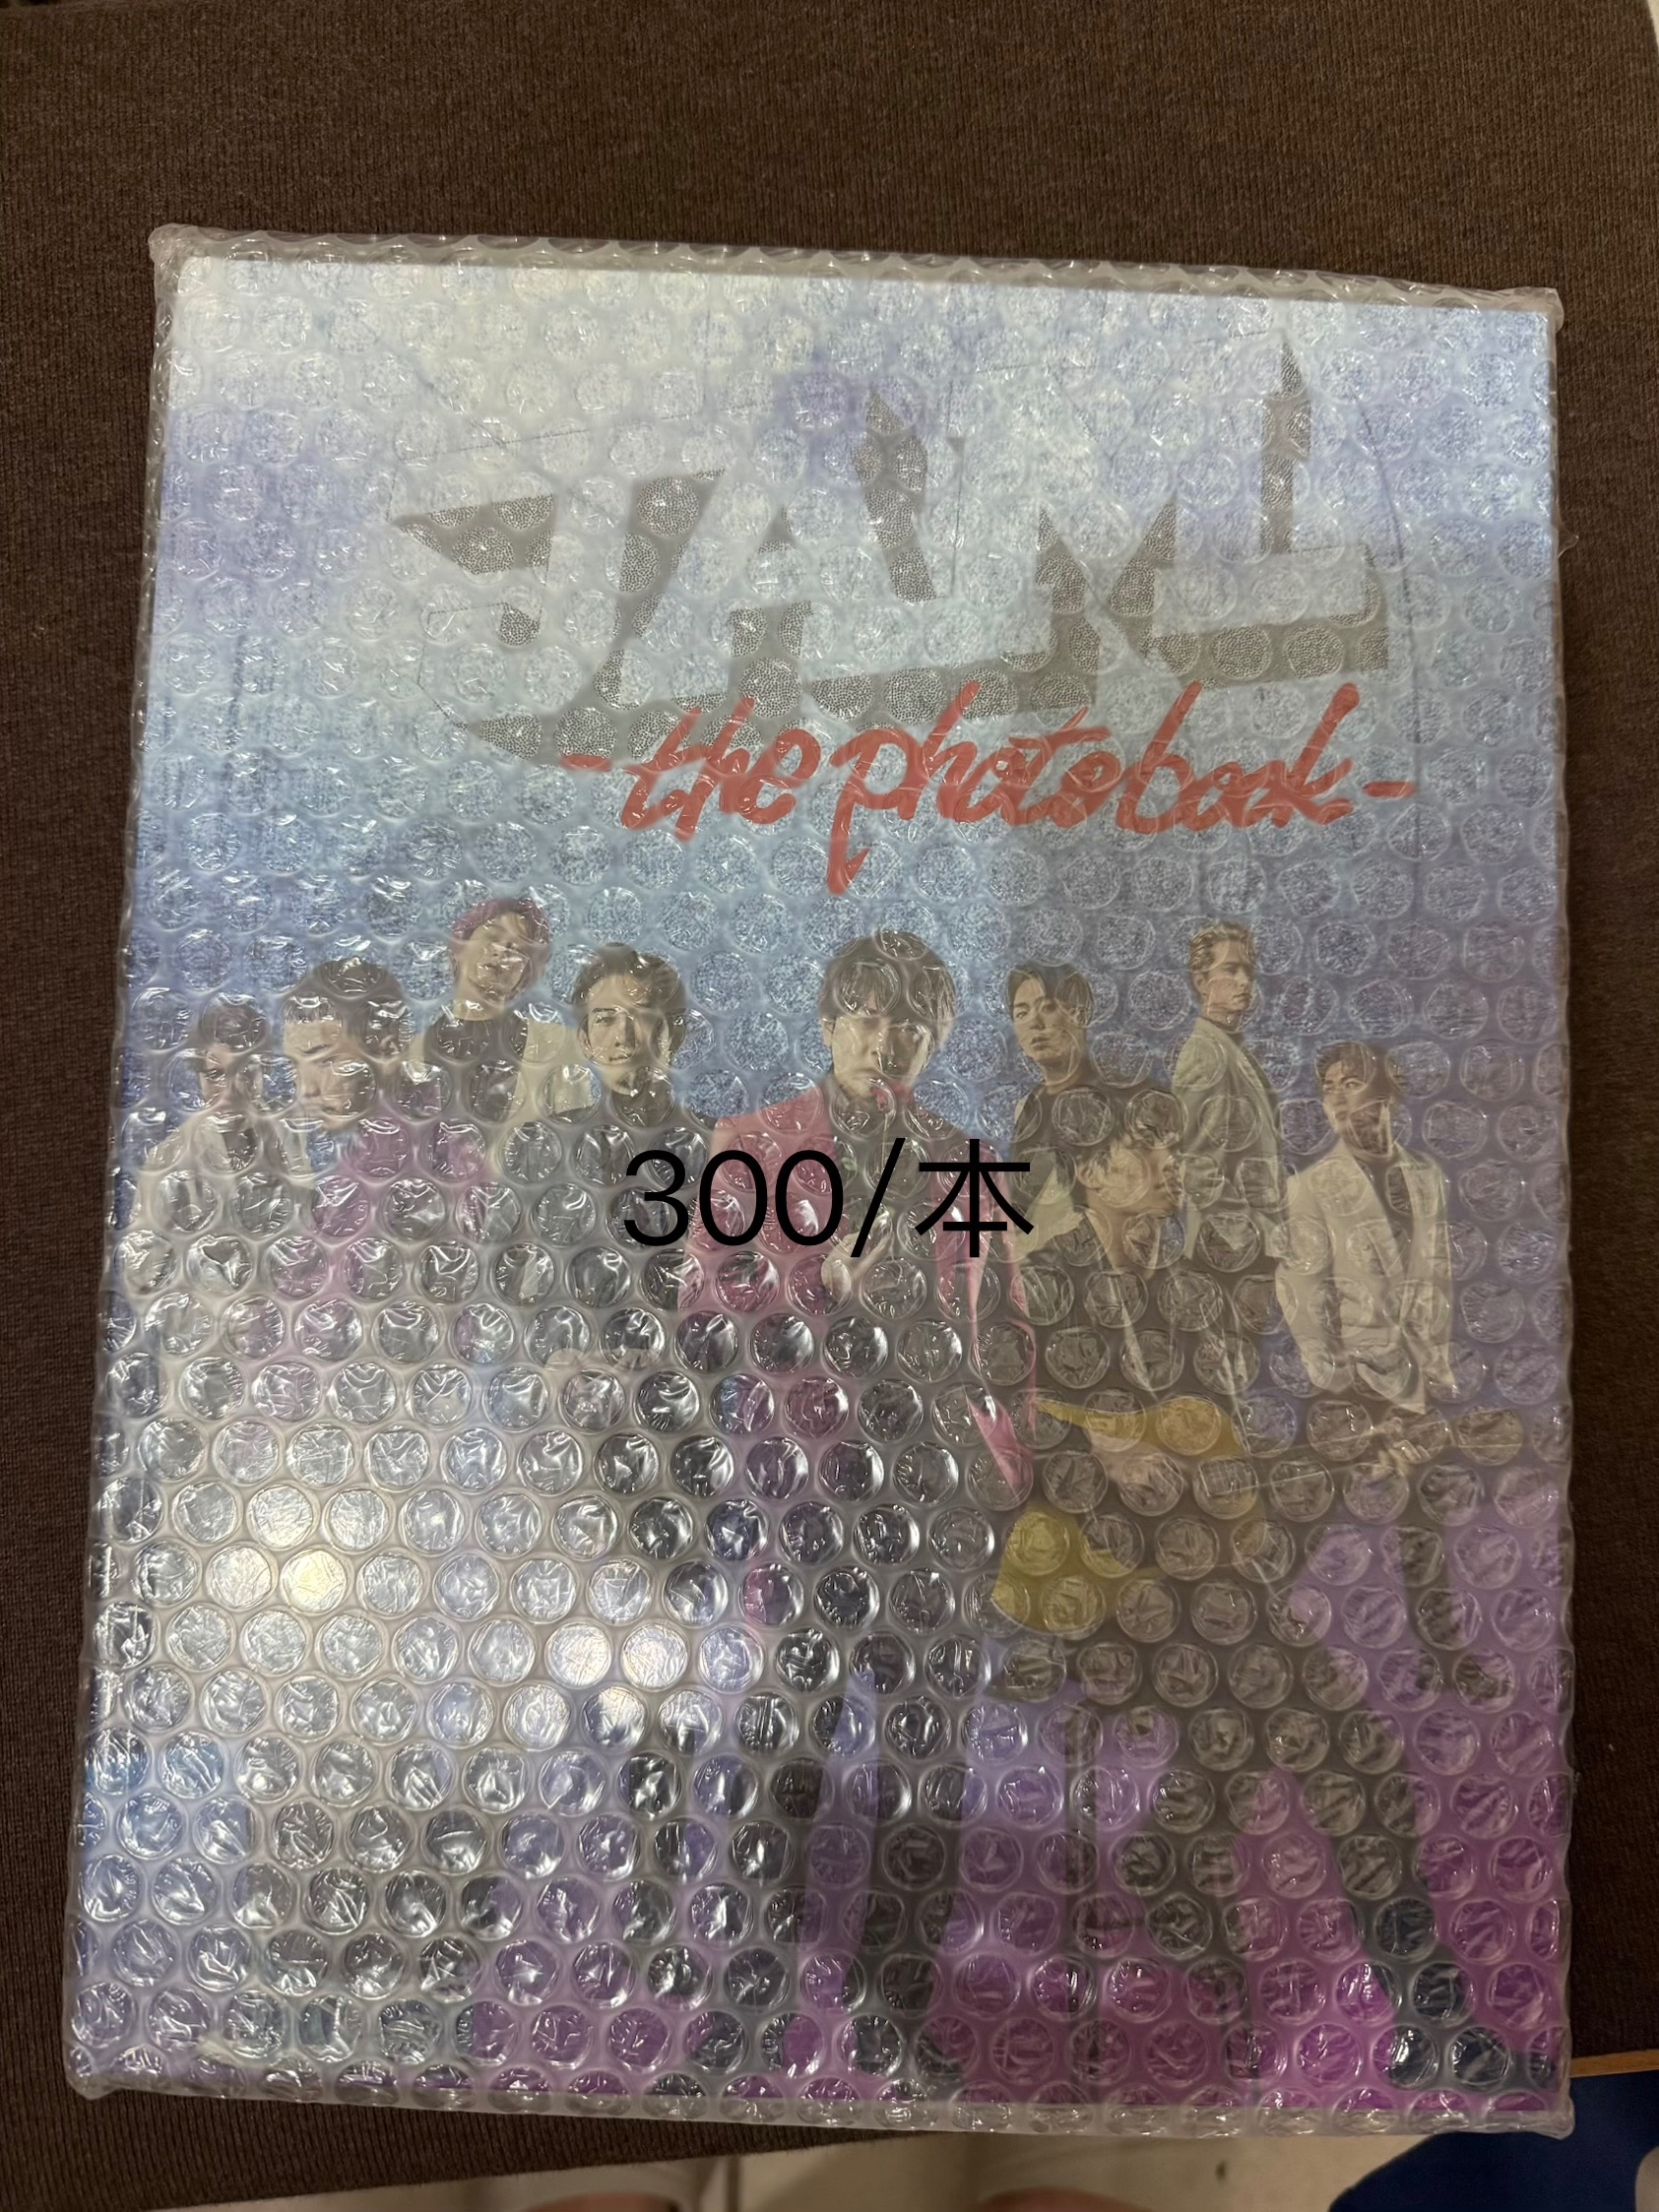 JAM
-the photobook-
300/本